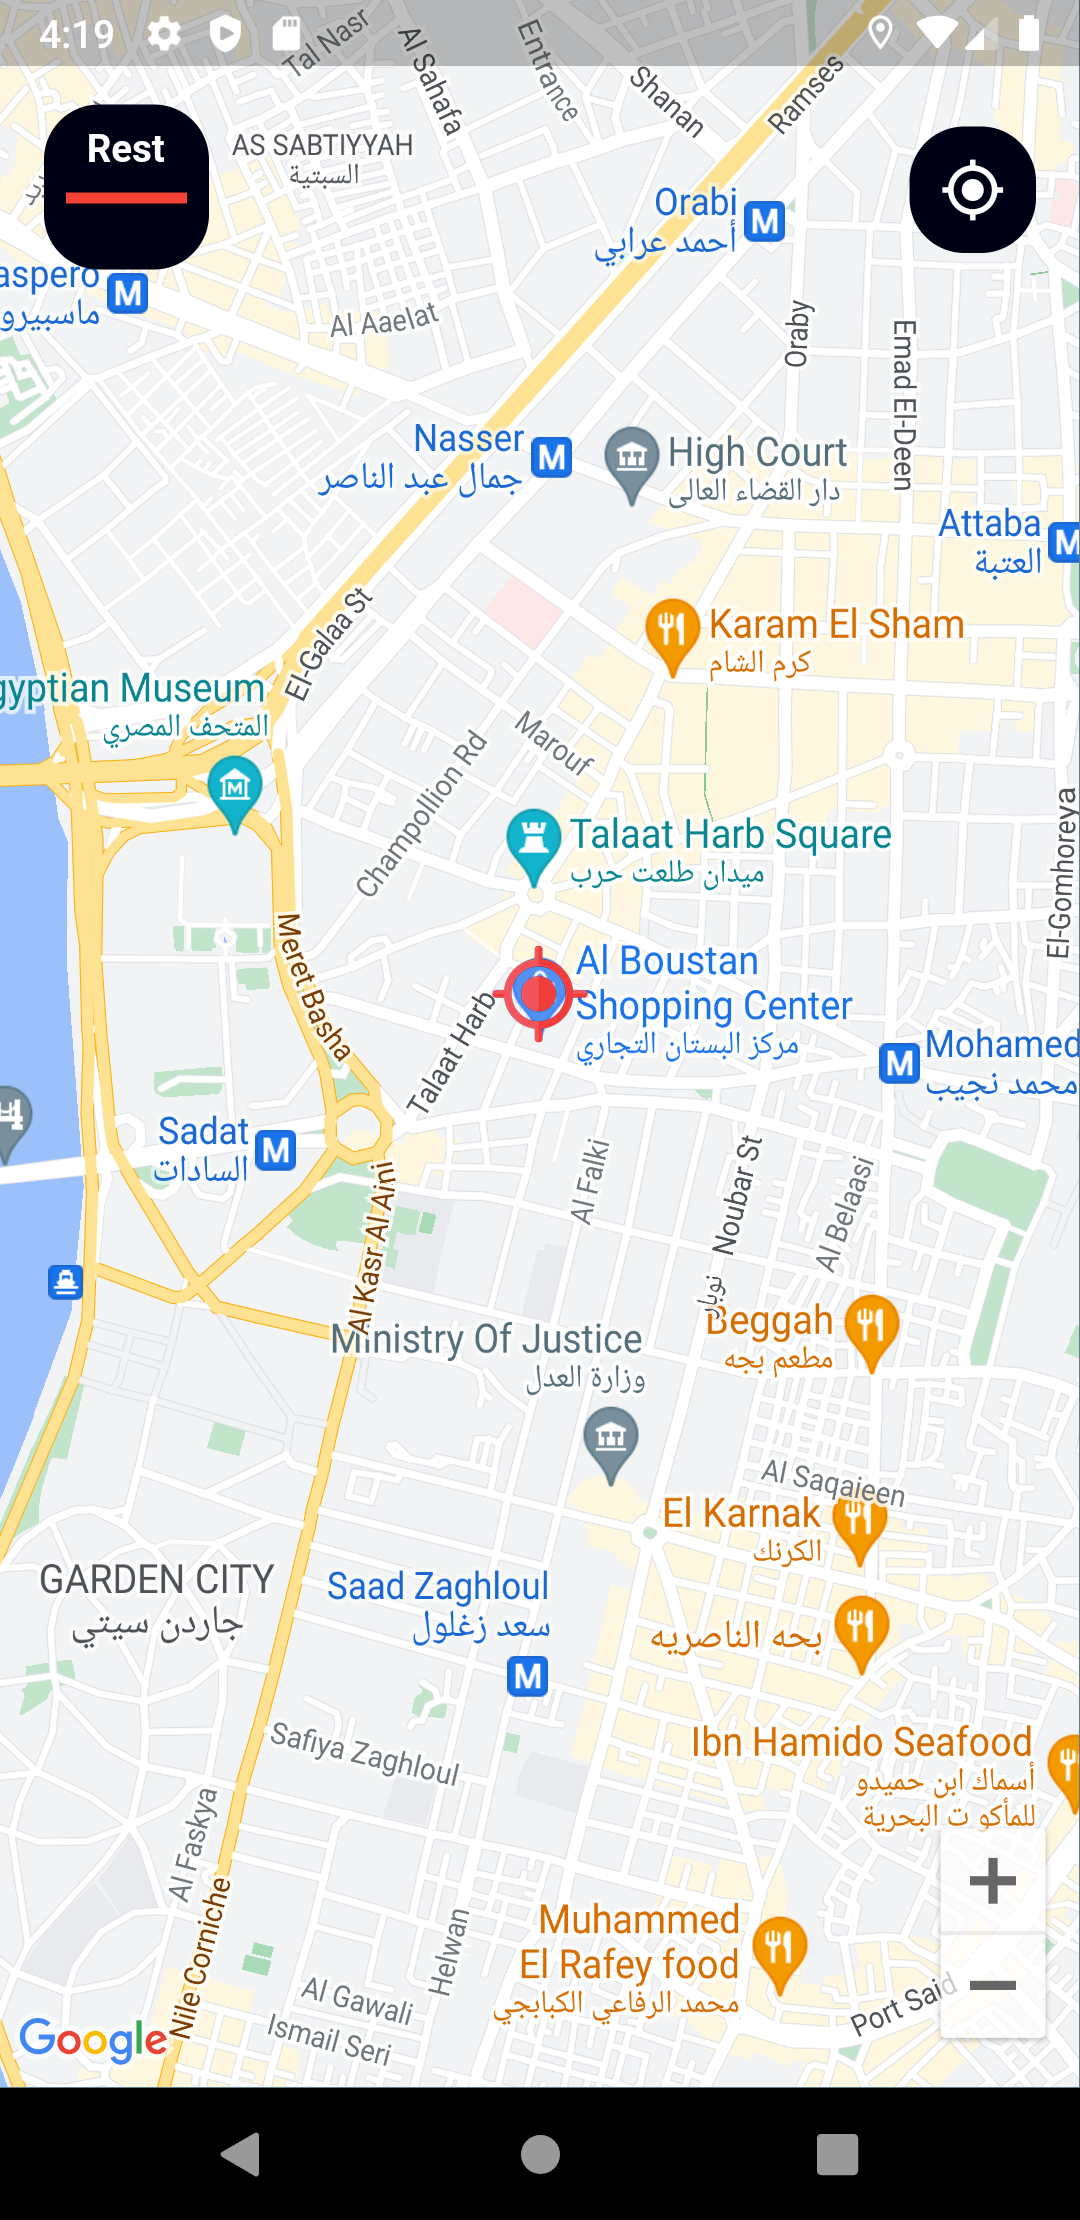 4:19
Tal Nasr
Al Sahafa
Entrance
Shanan
Ramses
Rest
AS SABTIYYAH
السبتية
Orabi
أحمد عرابي
M
aspero
ماسبيرو
M
Al Aaelat
Oraby
Emad El-Deen
Nasser
جمال عبد الناصر
M
High Court
دار القضاء العالى
Attaba
العتبة
M
El-Galaa St
Karam El Sham
كرم الشام
gyptian Museum
المتحف المصري
M
Marouf
Champollion Rd
Talaat Harb Square
ميدان طلعت حرب
El-Gomhoreya
Meret Basha
Al Boustan
Shopping Center
مركز البستان التجاري
Talaat Harb
M
Mohamed
محمد نجيب
Sadat
السادات
M
Al Falki
Noubar St
نوبار
Al Belaasi
Al Kasr Al Aini
Beggah
مطعم بجه
Ministry Of Justice
وزارة العدل
Al Saqaieen
El Karnak
الكرنك
GARDEN CITY
جاردن سيتي
Saad Zaghloul
سعد زغلول
M
بحه الناصريه
Safiya Zaghloul
Ibn Hamido Seafood
أسماك ابن حميدو
للمأكو ت البحرية
Al Faskya
Nile Corniche
Helwan
Muhammed
El Rafey food
محمد الرفاعي الكبابجي
Al Gawali
Ismail Seri
Port Said
Google